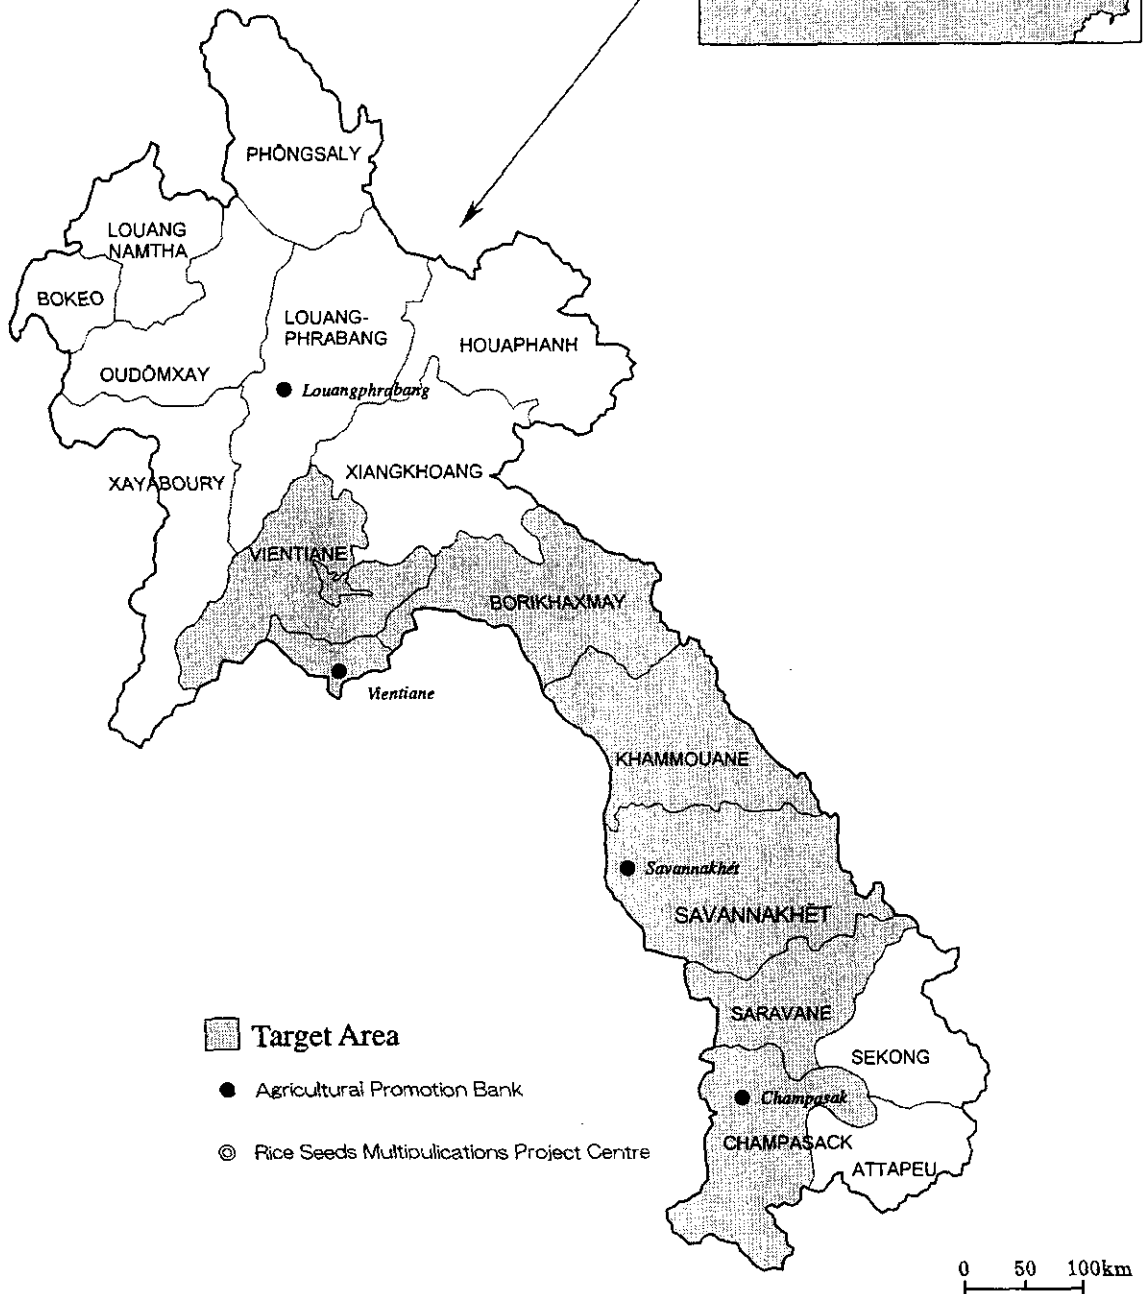 PHÔNGSALY
LOUANG
NAMTHA
BOKEO
LOUANG-
PHRABANG
HOUAPHANH
OUDÔMXAY
Louangphrabang
XAYABOURY
XIANGKHOANG
VIENTIANE
BORIKHAXMAY
Vientiane
KHAMMOUANE
Savannakhét
SAVANNAKHÉT
SARAVANE
SEKONG
Champasak
CHAMPASACK
ATTAPEU
Target Area
Agricultural Promotion Bank
Rice Seeds Multipulications Project Centre
0 50 100km